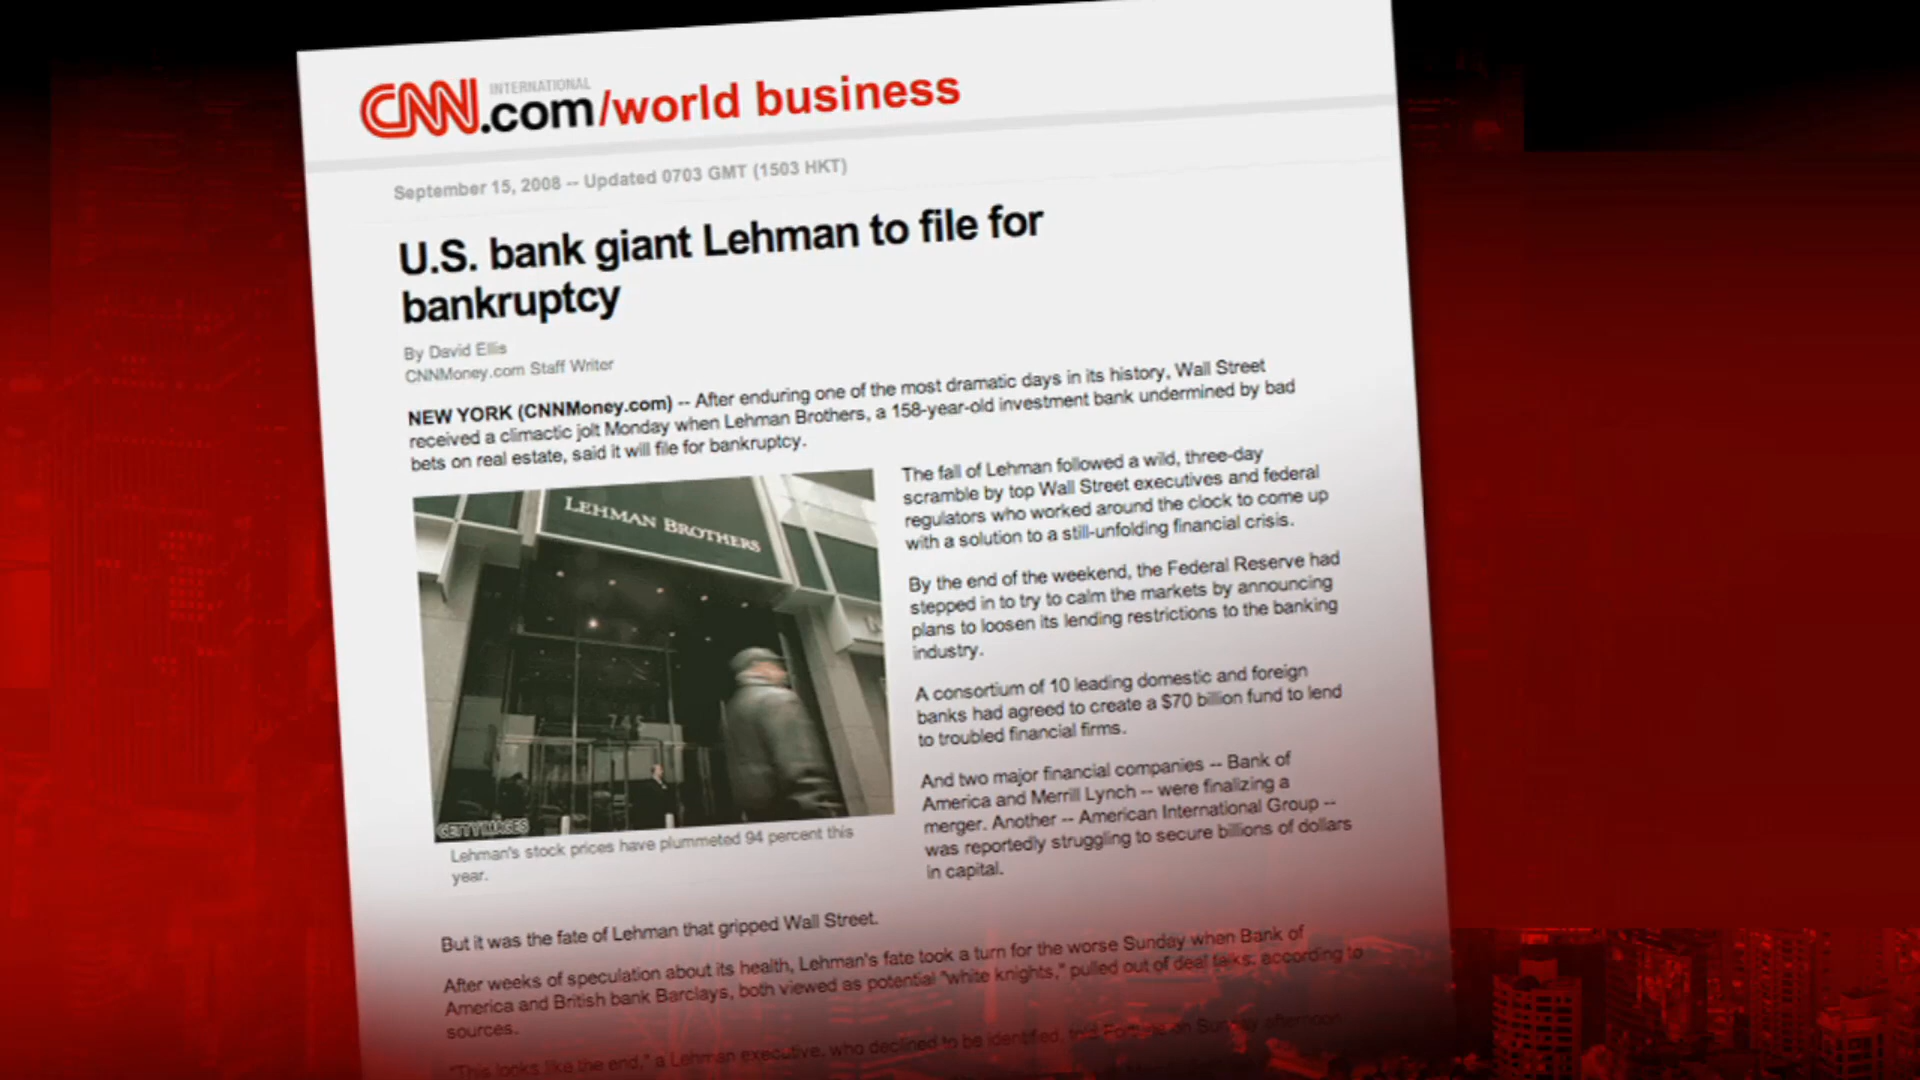 CNN INTERNATIONAL .com/world business
September 15, 2008 -- Updated 0703 GMT (1503 HKT)
U.S. bank giant Lehman to file for
bankruptcy
By David Ellis
CNNMoney.com Staff Writer
NEW YORK (CNNMoney.com) -- After enduring one of the most dramatic days in its history, Wall Street
received a climactic jolt Monday when Lehman Brothers, a 158-year-old investment bank undermined by bad
bets on real estate, said it will file for bankruptcy.
LEHMAN BROTHERS
745
GETTY IMAGES
Lehman's stock prices have plummeted 94 percent this
year.
The fall of Lehman followed a wild, three-day
scramble by top Wall Street executives and federal
regulators who worked around the clock to come up
with a solution to a still-unfolding financial crisis.
By the end of the weekend, the Federal Reserve had
stepped in to try to calm the markets by announcing
plans to loosen its lending restrictions to the banking
industry.
A consortium of 10 leading domestic and foreign
banks had agreed to create a $70 billion fund to lend
to troubled financial firms.
And two major financial companies -- Bank of
America and Merrill Lynch -- were finalizing a
merger. Another -- American International Group --
was reportedly struggling to secure billions of dollars
in capital.
But it was the fate of Lehman that gripped Wall Street.
After weeks of speculation about its health, Lehman's fate took a turn for the worse Sunday when Bank of
America and British bank Barclays, both viewed as potential "white knights," pulled out of deal talks, according to
sources.
"This looks like the end," a Lehman executive, who declined to be identified, told Fortune on Sunday afternoon.